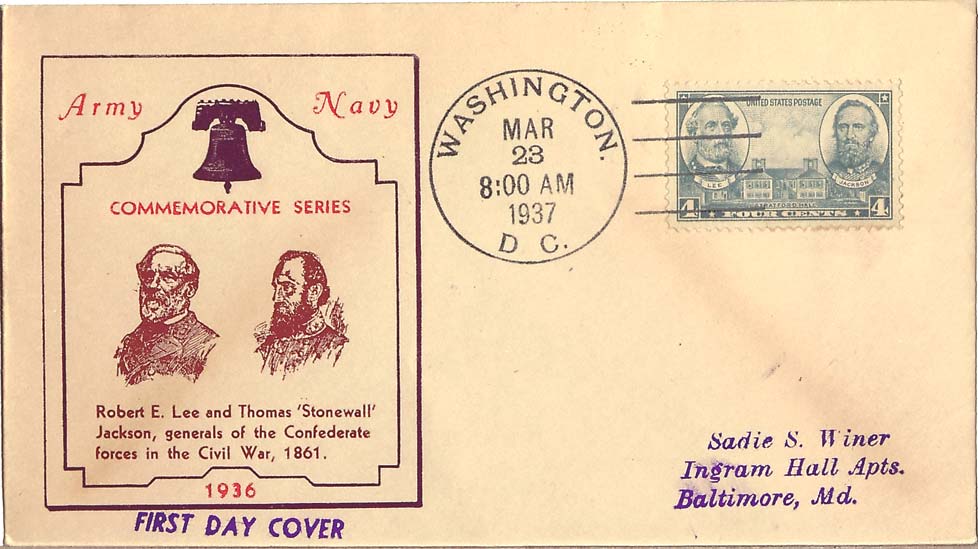 Army Navy
COMMEMORATIVE SERIES
Robert E. Lee and Thomas 'Stonewall'
Jackson, generals of the Confederate
forces in the Civil War, 1861.
1936
FIRST DAY COVER
WASHINGTON.
MAR
23
8:00 AM
1937
D C.
UNITED STATES POSTAGE
LEE
JACKSON
STRATFORD HALL
4 FOUR CENTS 4
Sadie S. Winer
Ingram Hall Apts.
Baltimore, Md.